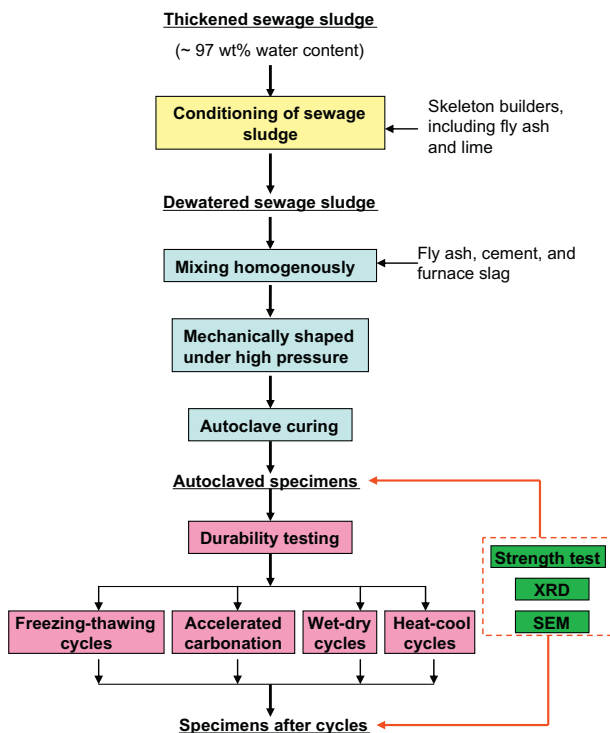 Thickened sewage sludge
(~ 97 wt% water content)
Conditioning of sewage
sludge
Skeleton builders,
including fly ash
and lime
Dewatered sewage sludge
Mixing homogenously
Fly ash, cement, and
furnace slag
Mechanically shaped
under high pressure
Autoclave curing
Autoclaved specimens
Durability testing
Strength test
XRD
SEM
Freezing-thawing
cycles
Accelerated
carbonation
Wet-dry
cycles
Heat-cool
cycles
Specimens after cycles